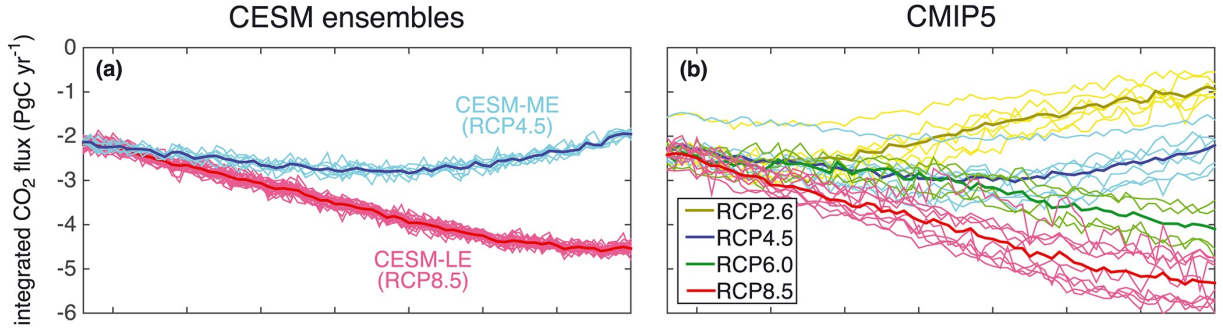 CESM ensembles
CMIP5
integrated CO₂ flux (PgC yr⁻¹)
0
-1
-2
-3
-4
-5
-6
(a)
CESM-ME
(RCP4.5)
CESM-LE
(RCP8.5)
(b)
RCP2.6
RCP4.5
RCP6.0
RCP8.5